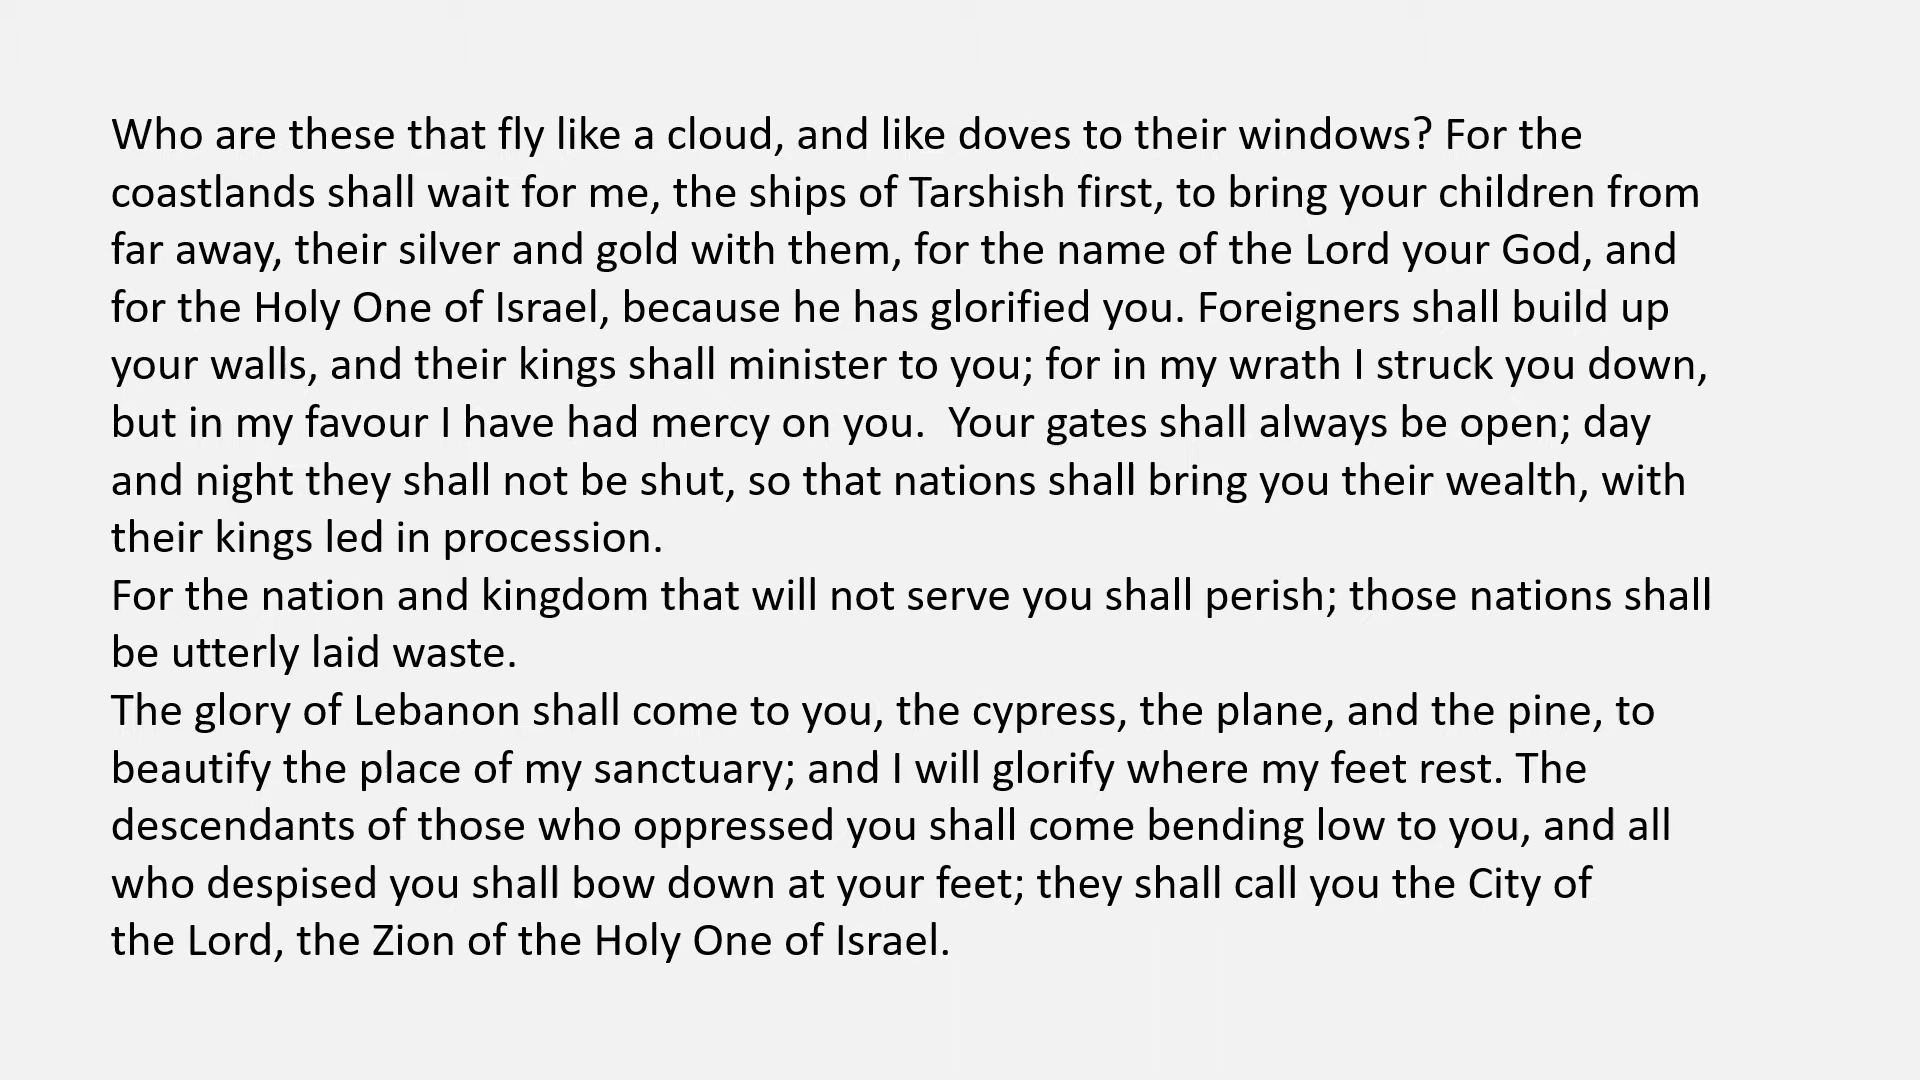 Who are these that fly like a cloud, and like doves to their windows? For the
coastlands shall wait for me, the ships of Tarshish first, to bring your children from
far away, their silver and gold with them, for the name of the Lord your God, and
for the Holy One of Israel, because he has glorified you. Foreigners shall build up
your walls, and their kings shall minister to you; for in my wrath I struck you down,
but in my favour I have had mercy on you.  Your gates shall always be open; day
and night they shall not be shut, so that nations shall bring you their wealth, with
their kings led in procession.
For the nation and kingdom that will not serve you shall perish; those nations shall
be utterly laid waste.
The glory of Lebanon shall come to you, the cypress, the plane, and the pine, to
beautify the place of my sanctuary; and I will glorify where my feet rest. The
descendants of those who oppressed you shall come bending low to you, and all
who despised you shall bow down at your feet; they shall call you the City of
the Lord, the Zion of the Holy One of Israel.